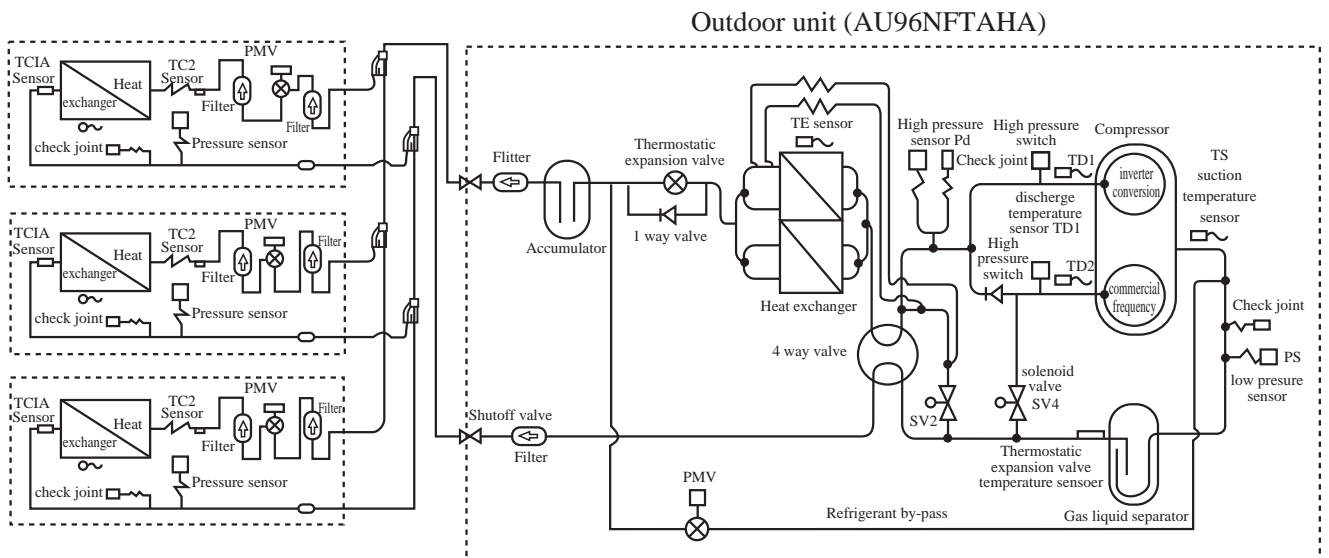 Outdoor unit (AU96NFTAHA)
TCIA
Sensor
Heat
exchanger
TC2
Sensor
PMV
Filter
Filter
check joint
Pressure sensor
TCIA
Sensor
Heat
exchanger
TC2
Sensor
PMV
Filter
Filter
check joint
Pressure sensor
TCIA
Sensor
Heat
exchanger
TC2
Sensor
PMV
Filter
Filter
check joint
Pressure sensor
Flitter
Accumulator
Thermostatic
expansion valve
1 way valve
TE sensor
Heat exchanger
High pressure
sensor Pd
Check joint
High pressure
switch
TD1
Compressor
inverter
conversion
TS
suction
temperature
sensor
discharge
temperature
sensor TD1
High
pressure
switch
TD2
commercial
frequency
Check joint
PS
low presure
sensor
4 way valve
SV2
solenoid
valve
SV4
Shutoff valve
Filter
Thermostatic
expansion valve
temperature sensoer
Gas liquid separator
PMV
Refrigerant by-pass